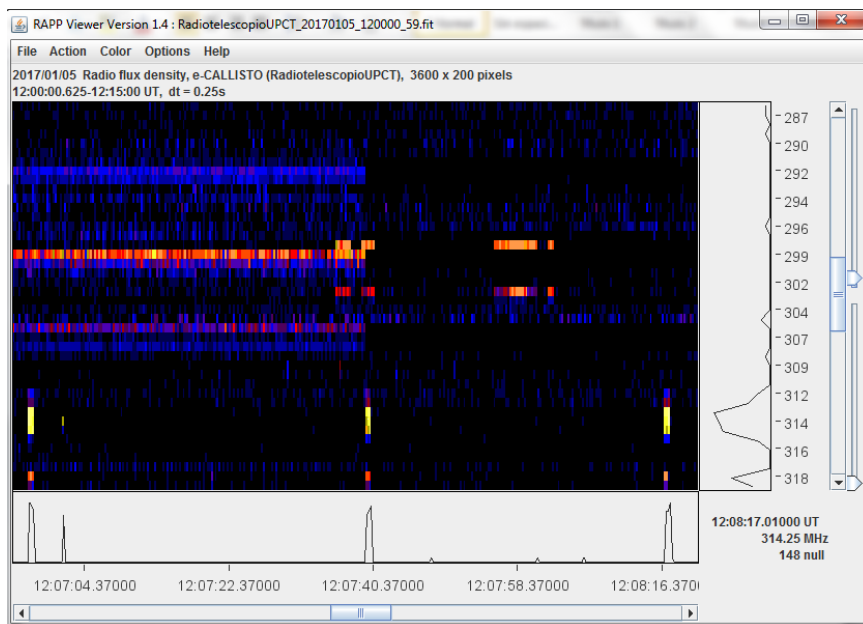 RAPP Viewer Version 1.4 : RadiotelescopioUPCT_20170105_120000_59.fit
File Action Color Options Help
2017/01/05 Radio flux density, e-CALLISTO (RadiotelescopioUPCT), 3600 x 200 pixels
12:00:00.625-12:15:00 UT, dt = 0.25s
287
290
292
294
296
299
302
304
307
309
312
314
316
318
12:08:17.01000 UT
314.25 MHz
148 null
12:07:04.37000 12:07:22.37000 12:07:40.37000 12:07:58.37000 12:08:16.370